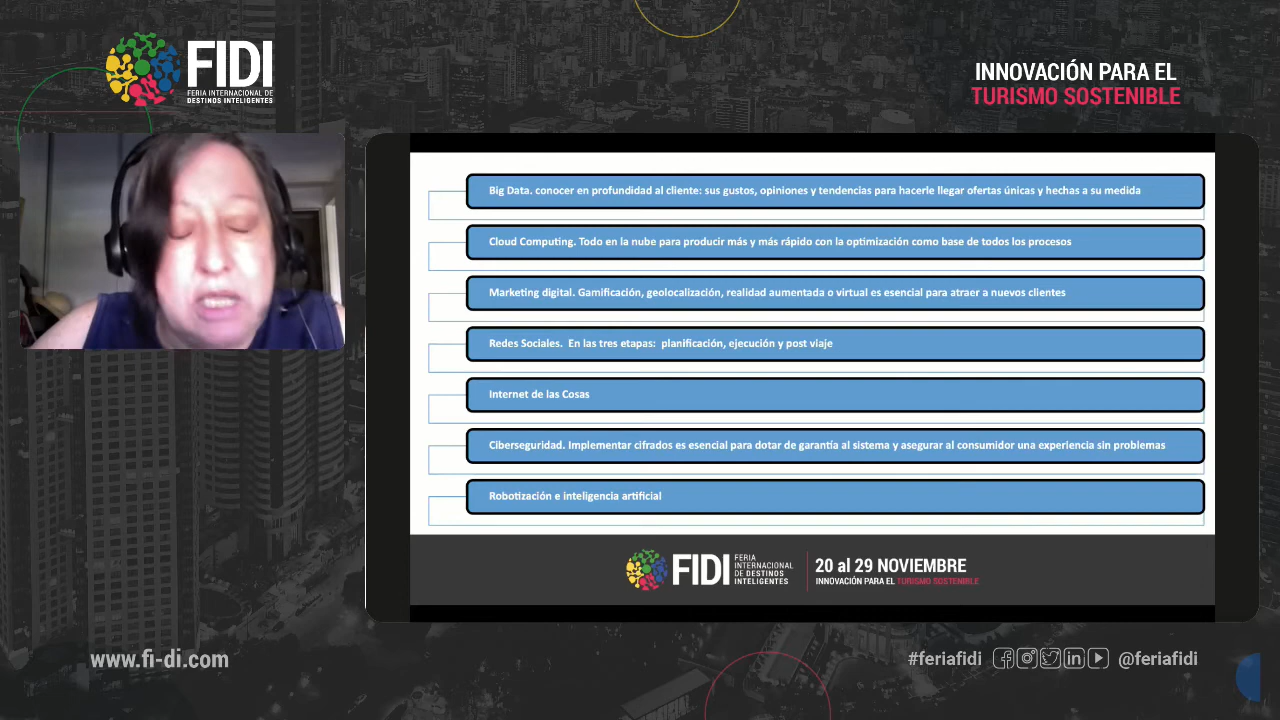 FIDI
FERIA INTERNACIONAL DE
DESTINOS INTELIGENTES
INNOVACIÓN PARA EL
TURISMO SOSTENIBLE
Big Data. conocer en profundidad al cliente: sus gustos, opiniones y tendencias para hacerle llegar ofertas únicas y hechas a su medida
Cloud Computing. Todo en la nube para producir más y más rápido con la optimización como base de todos los procesos
Marketing digital. Gamificación, geolocalización, realidad aumentada o virtual es esencial para atraer a nuevos clientes
Redes Sociales. En las tres etapas: planificación, ejecución y post viaje
Internet de las Cosas
Ciberseguridad. Implementar cifrados es esencial para dotar de garantía al sistema y asegurar al consumidor una experiencia sin problemas
Robotización e inteligencia artificial
FIDI
FERIA
INTERNACIONAL
DE DESTINOS
INTELIGENTES
20 al 29 NOVIEMBRE
INNOVACIÓN PARA EL TURISMO SOSTENIBLE
www.fi-di.com
#feriafidi
@feriafidi